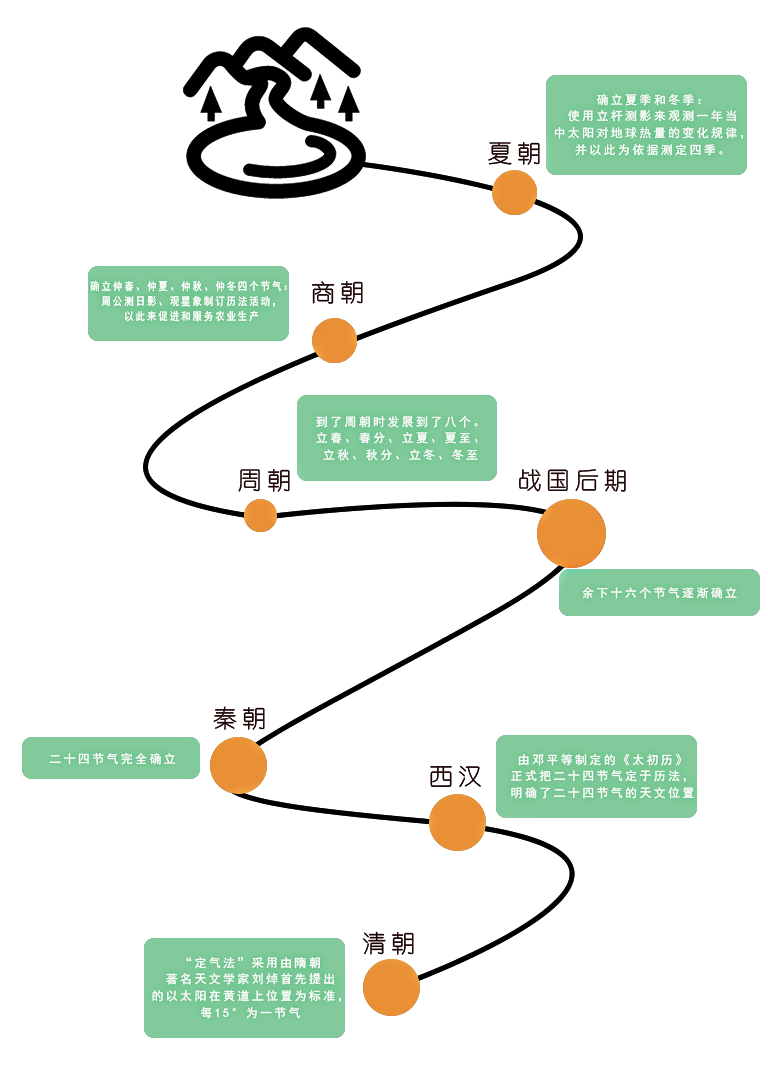 夏朝
确立夏季和冬季：
使用立杆测影来观测一年当
中太阳对地球热量的变化规律，
并以此为依据测定四季。
商朝
确立仲春、仲夏、仲秋、仲冬四个节气：
周公测日影、观星象制订历法活动，
以此来促进和服务农业生产
周朝
到了周朝时发展到了八个。
立春、春分、立夏、夏至、
立秋、秋分、立冬、冬至
战国后期
余下十六个节气逐渐确立
秦朝
二十四节气完全确立
西汉
由邓平等制定的《太初历》
正式把二十四节气定于历法，
明确了二十四节气的天文位置
清朝
“定气法”采用由隋朝
著名天文学家刘焯首先提出
的以太阳在黄道上位置为标准，
每15°为一节气